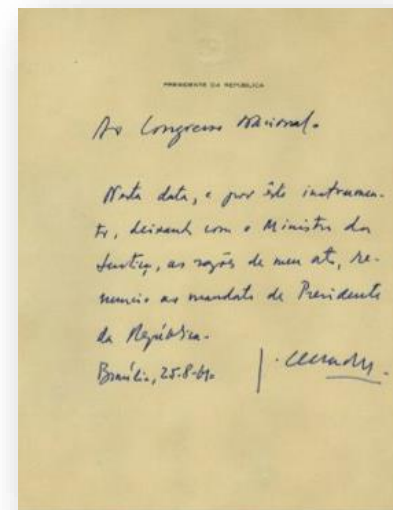 PRESIDENTE DA REPÚBLICA
Ao Congresso Nacional.
Nesta data, e por êste instrumen-
to, deixando com o Ministro da
Justiça, as razões de meu ato, re-
nuncio ao mandato de Presidente
da República.
Brasília, 25-8-61.
J.